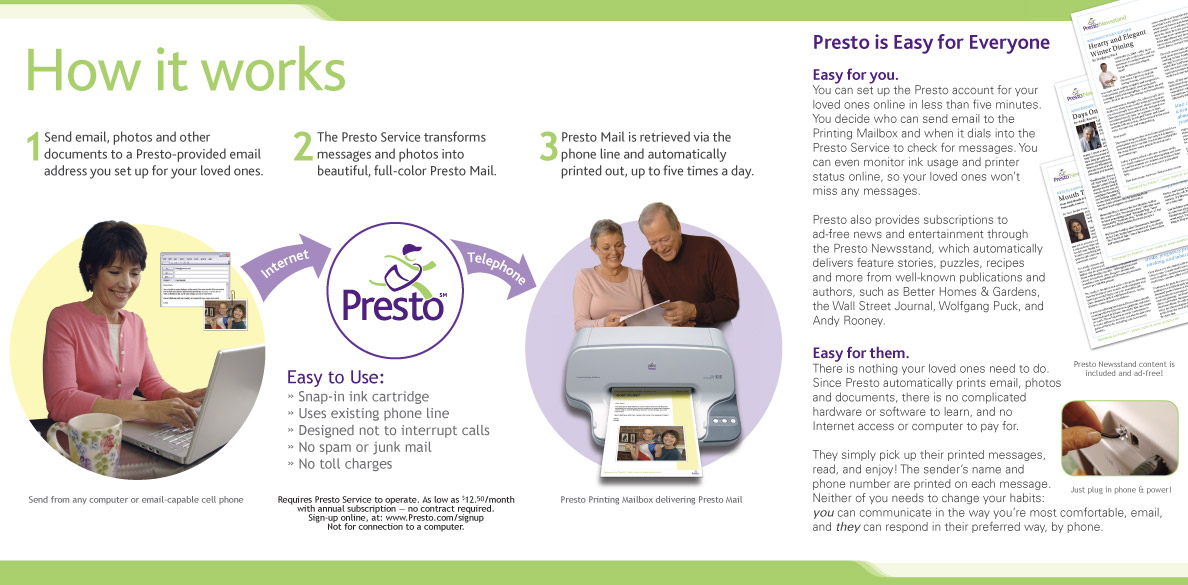 How it works
1 Send email, photos and other
documents to a Presto-provided email
address you set up for your loved ones.
2 The Presto Service transforms
messages and photos into
beautiful, full-color Presto Mail.
3 Presto Mail is retrieved via the
phone line and automatically
printed out, up to five times a day.
Internet
Telephone
Presto℠
Easy to Use:
» Snap-in ink cartridge
» Uses existing phone line
» Designed not to interrupt calls
» No spam or junk mail
» No toll charges
Send from any computer or email-capable cell phone
Requires Presto Service to operate. As low as $12.50/month
with annual subscription — no contract required.
Sign-up online, at: www.Presto.com/signup
Not for connection to a computer.
Presto Printing Mailbox delivering Presto Mail
Presto is Easy for Everyone
Easy for you.
You can set up the Presto account for your
loved ones online in less than five minutes.
You decide who can send email to the
Printing Mailbox and when it dials into the
Presto Service to check for messages. You
can even monitor ink usage and printer
status online, so your loved ones won't
miss any messages.
Presto also provides subscriptions to
ad-free news and entertainment through
the Presto Newsstand, which automatically
delivers feature stories, puzzles, recipes
and more from well-known publications and
authors, such as Better Homes & Gardens,
the Wall Street Journal, Wolfgang Puck, and
Andy Rooney.
Easy for them.
There is nothing your loved ones need to do.
Since Presto automatically prints email, photos
and documents, there is no complicated
hardware or software to learn, and no
Internet access or computer to pay for.
They simply pick up their printed messages,
read, and enjoy! The sender's name and
phone number are printed on each message.
Neither of you needs to change your habits:
you can communicate in the way you're most comfortable, email,
and they can respond in their preferred way, by phone.
Presto Newsstand
Hearty and Elegant
Winter Dining
Presto
Days On
Presto
Mouth T
Presto Newsstand content is
included and ad-free!
Just plug in phone & power!